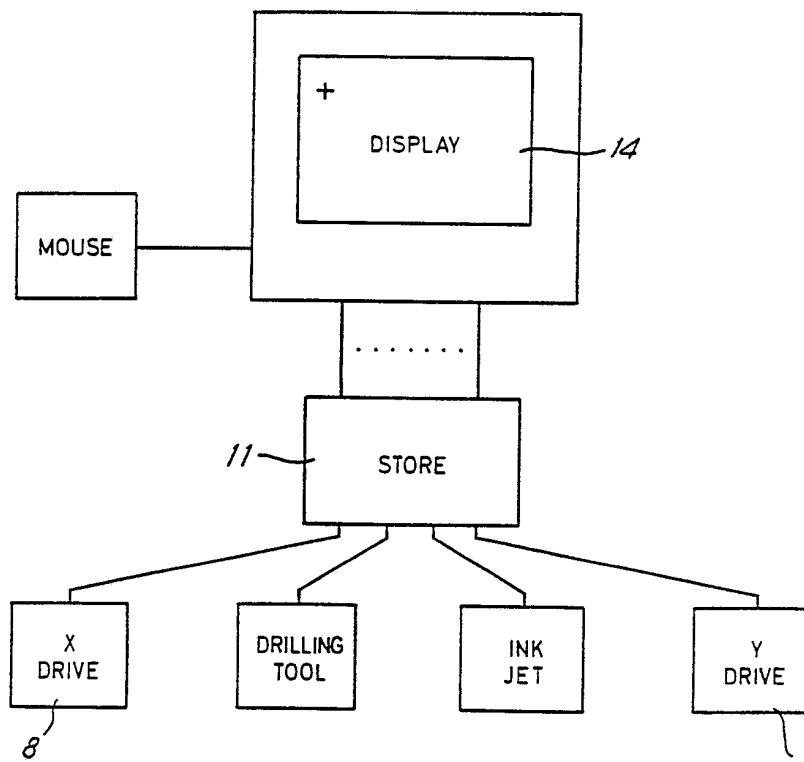 +
DISPLAY
14
MOUSE
.......
11
STORE
X
DRIVE
DRILLING
TOOL
INK
JET
Y
DRIVE
8